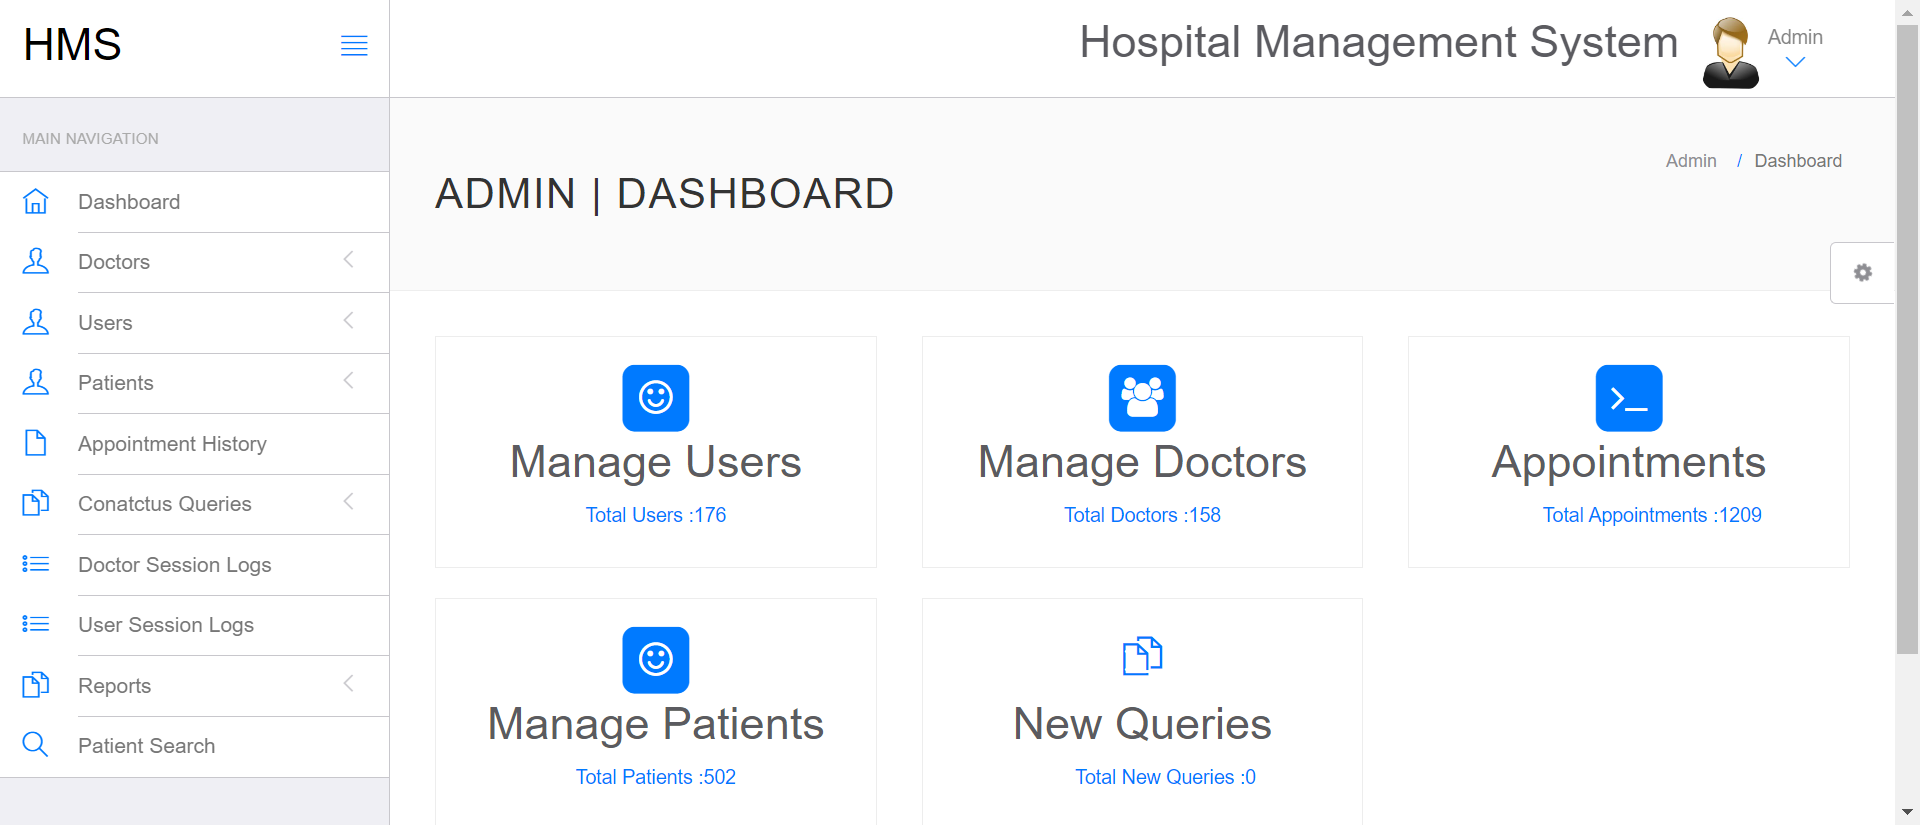 HMS
Hospital Management System
Admin
MAIN NAVIGATION
Dashboard
Doctors
Users
Patients
Appointment History
Conatctus Queries
Doctor Session Logs
User Session Logs
Reports
Patient Search
ADMIN | DASHBOARD
Admin / Dashboard
Manage Users
Total Users :176
Manage Doctors
Total Doctors :158
Appointments
Total Appointments :1209
Manage Patients
Total Patients :502
New Queries
Total New Queries :0